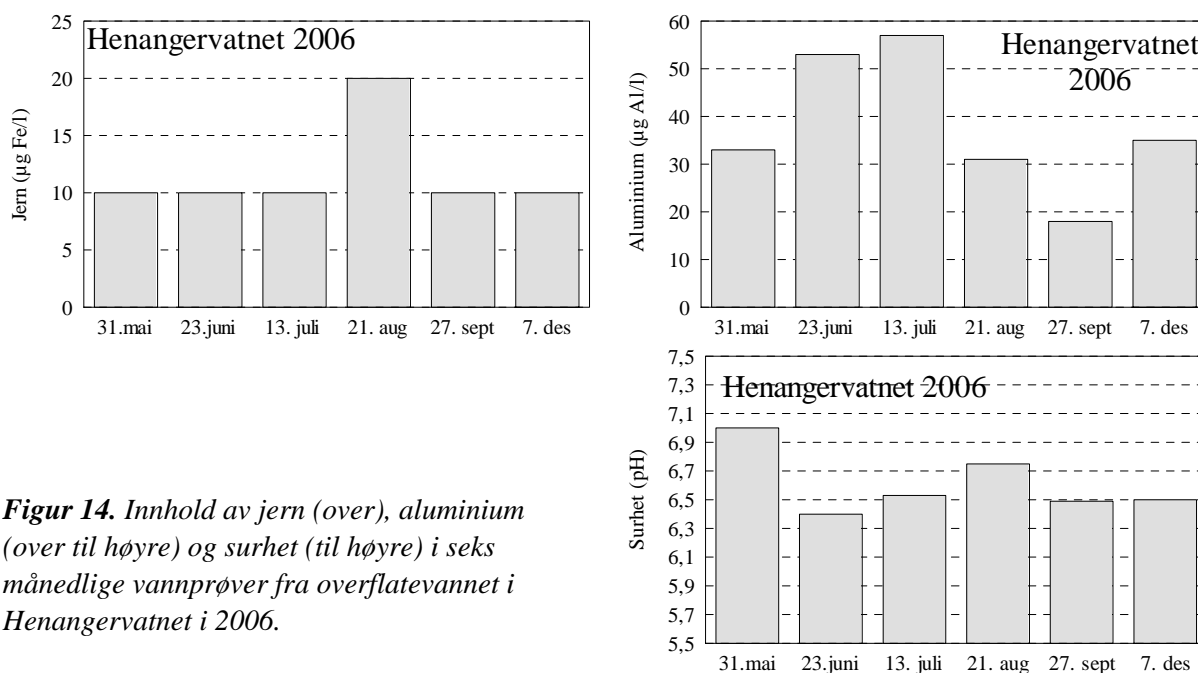 Henangervatnet 2006
Jern (µg Fe/l)
25
20
15
10
5
0
31.mai 23.juni 13. juli 21. aug 27. sept 7. des
Henangervatnet
2006
Aluminium (µg Al/l)
60
50
40
30
20
10
0
31.mai 23.juni 13. juli 21. aug 27. sept 7. des
Henangervatnet 2006
Surhet (pH)
7,5
7,3
7,1
6,9
6,7
6,5
6,3
6,1
5,9
5,7
5,5
31.mai 23.juni 13. juli 21. aug 27. sept 7. des
Figur 14. Innhold av jern (over), aluminium
(over til høyre) og surhet (til høyre) i seks
månedlige vannprøver fra overflatevannet i
Henangervatnet i 2006.